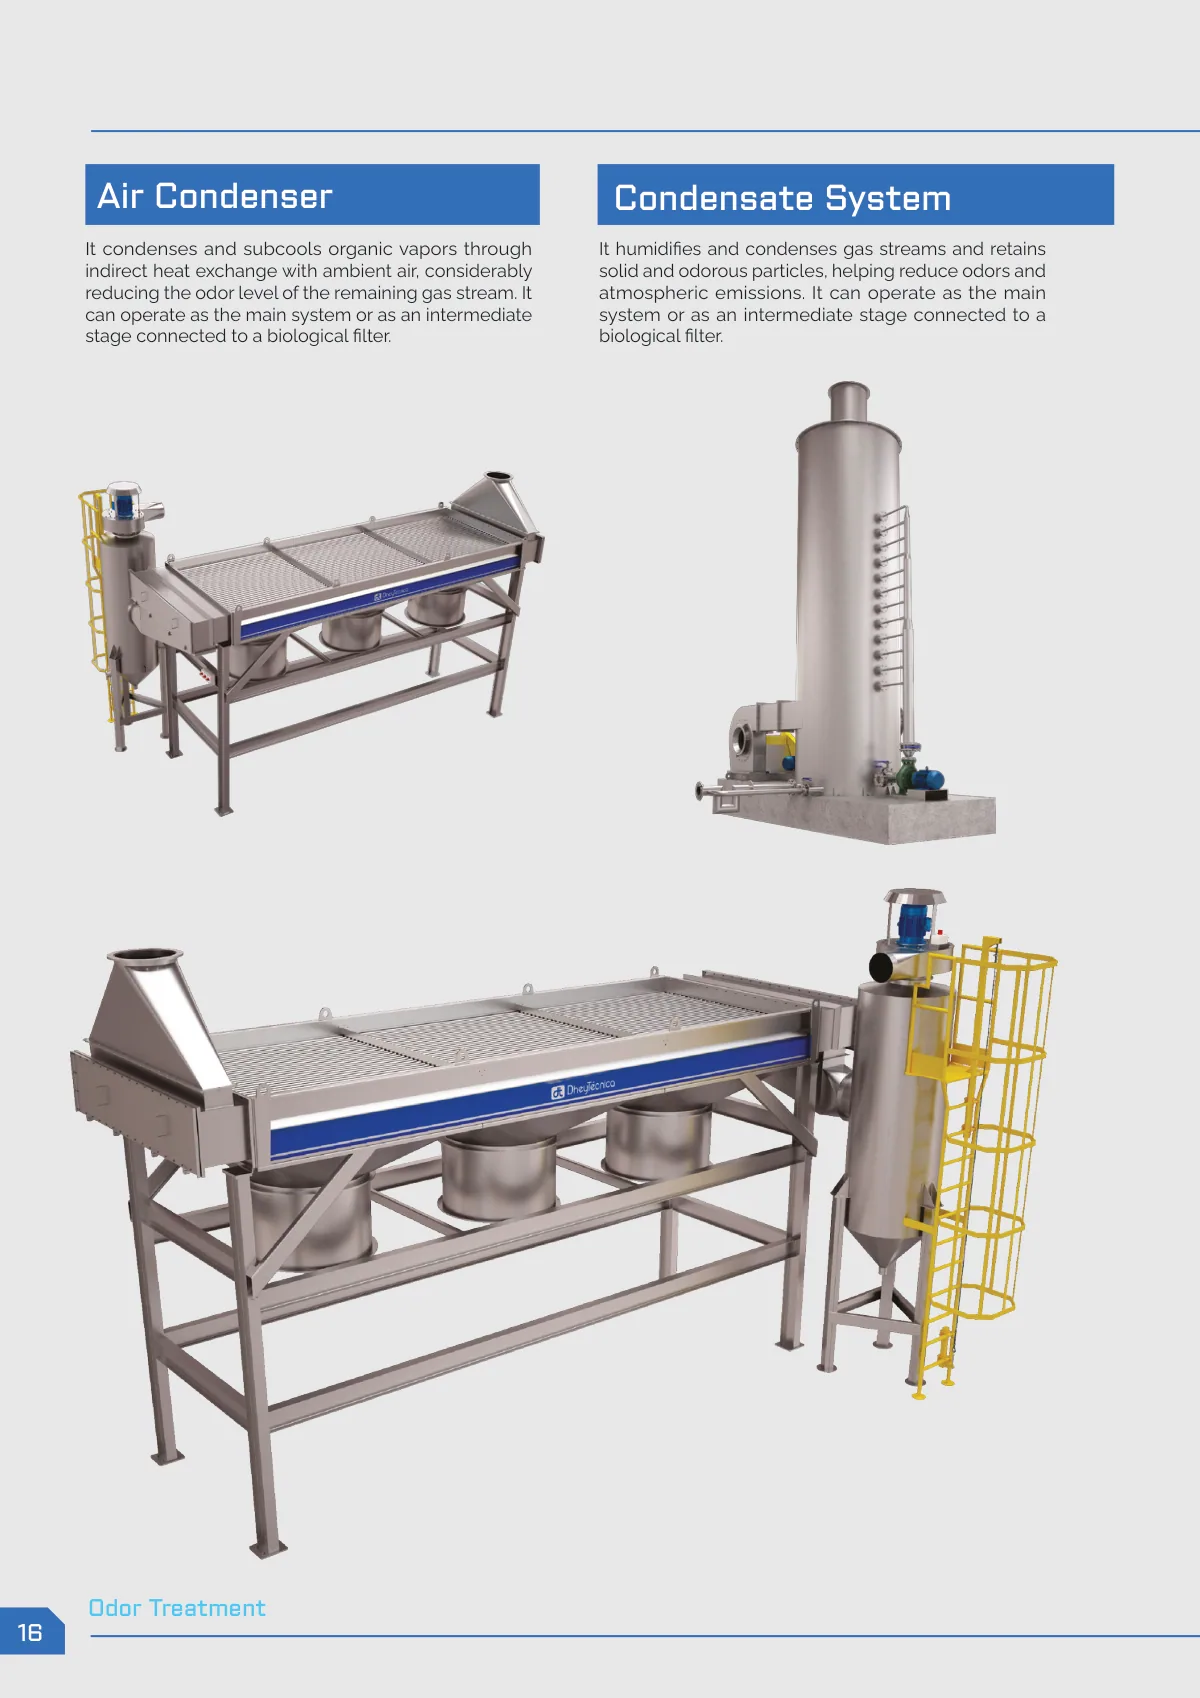 Air Condenser
It condenses and subcools organic vapors through
indirect heat exchange with ambient air, considerably
reducing the odor level of the remaining gas stream. It
can operate as the main system or as an intermediate
stage connected to a biological filter.
Condensate System
It humidifies and condenses gas streams and retains
solid and odorous particles, helping reduce odors and
atmospheric emissions. It can operate as the main
system or as an intermediate stage connected to a
biological filter.
DheyTécnica
dt DheyTécnica
Odor Treatment
16